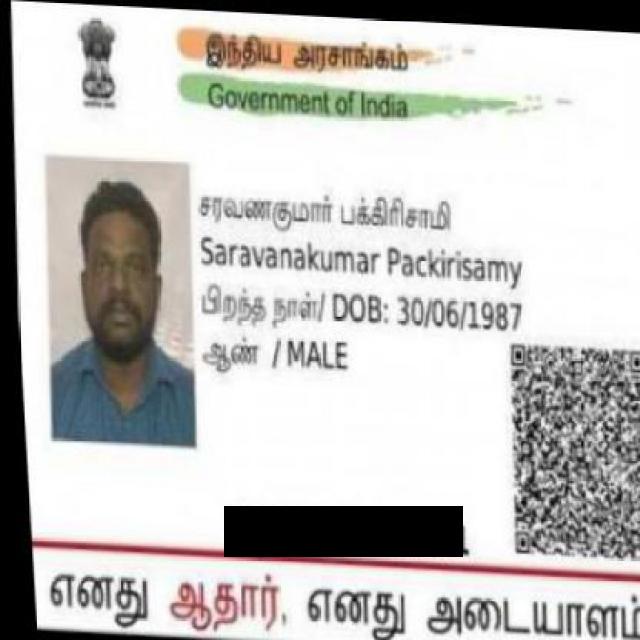 இந்திய அரசாங்கம்
Government of India
சரவணகுமார் பக்கிரிசாமி
Saravanakumar Packirisamy
பிறந்த நாள்/ DOB: 30/06/1987
ஆண் / MALE
எனது ஆதார், எனது அடையாளம்